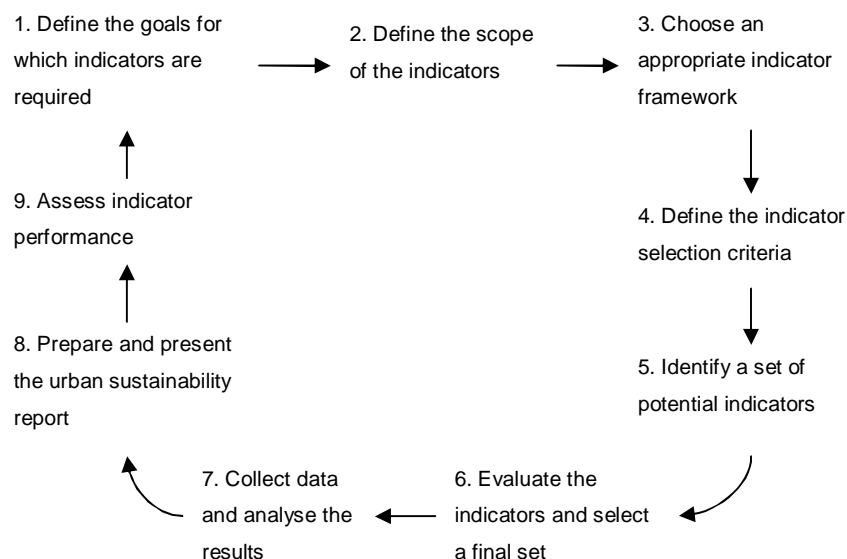 1. Define the goals for
which indicators are
required
2. Define the scope
of the indicators
3. Choose an
appropriate indicator
framework
4. Define the indicator
selection criteria
5. Identify a set of
potential indicators
6. Evaluate the
indicators and select
a final set
7. Collect data
and analyse the
results
8. Prepare and present
the urban sustainability
report
9. Assess indicator
performance